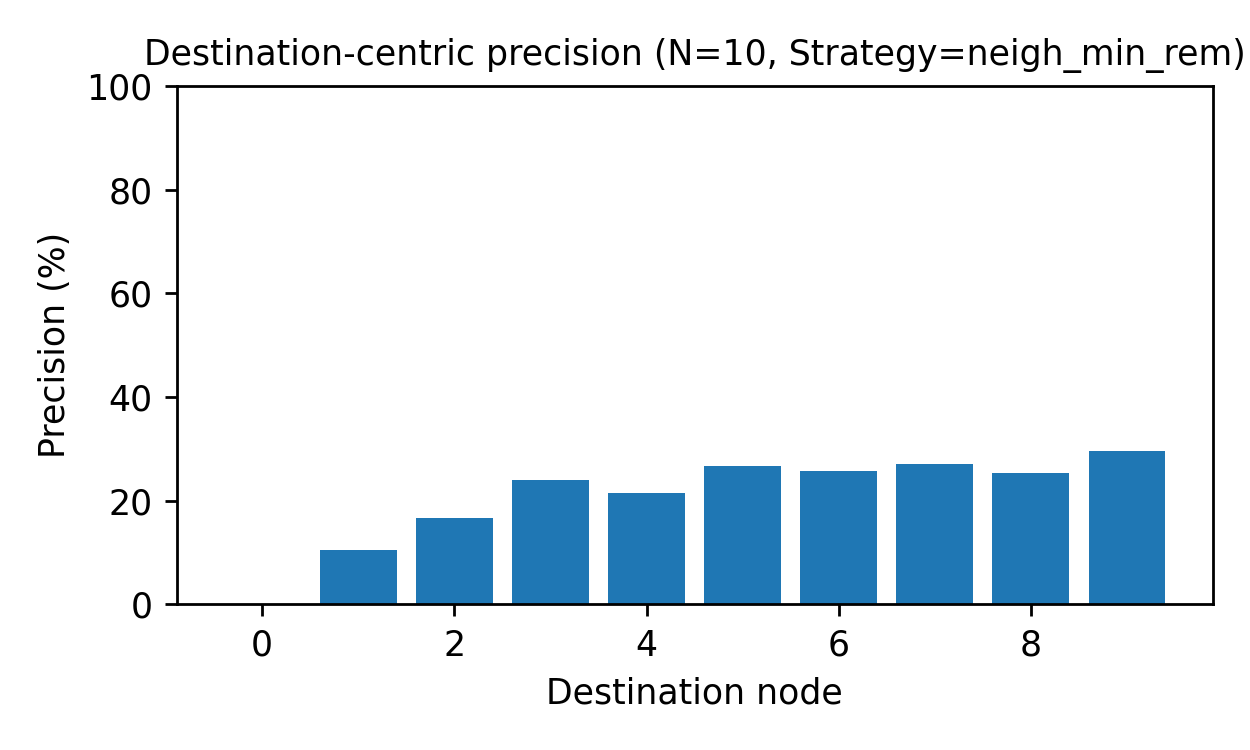 Destination-centric precision (N=10, Strategy=neigh_min_rem)
100
80
60
40
20
0
Precision (%)
0 2 4 6 8
Destination node